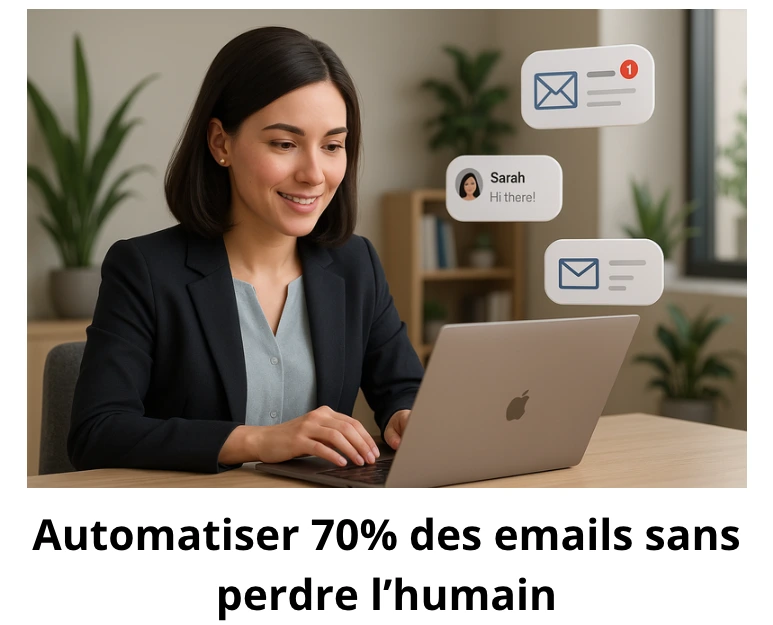 1
Sarah
Hi there!
Automatiser 70% des emails sans
perdre l’humain